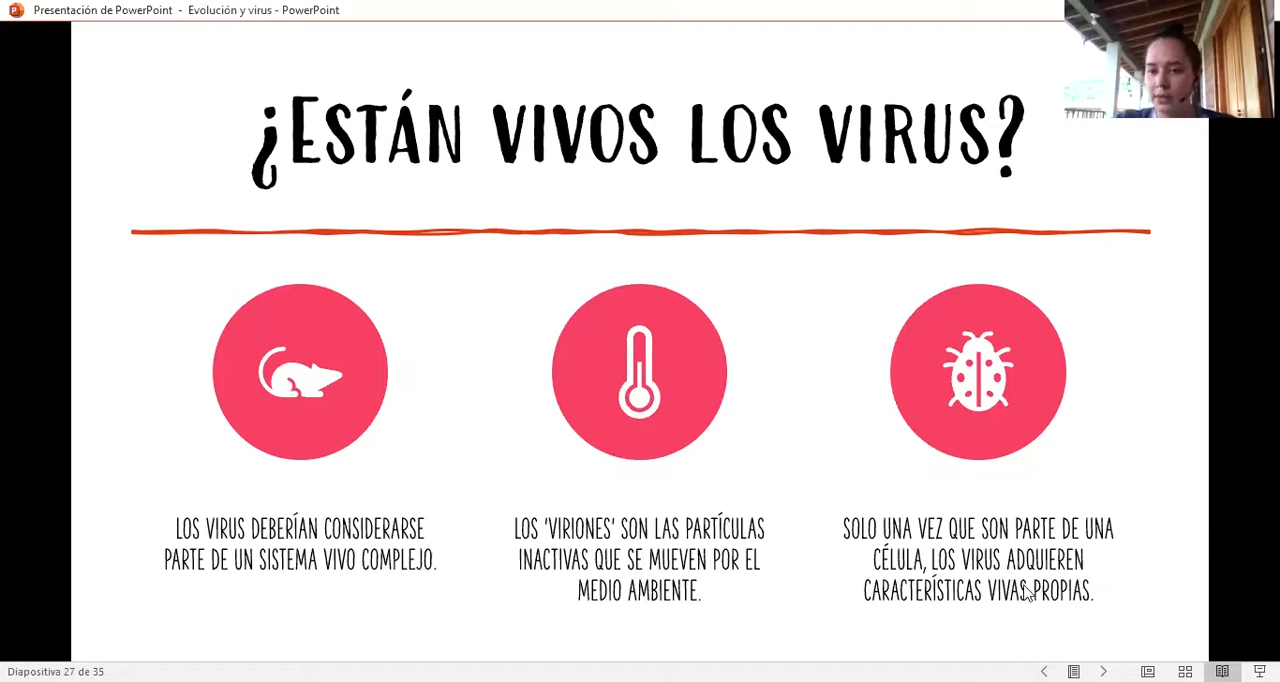 Presentación de PowerPoint - Evolución y virus - PowerPoint
¿ESTÁN VIVOS LOS VIRUS?
LOS VIRUS DEBERÍAN CONSIDERARSE
PARTE DE UN SISTEMA VIVO COMPLEJO.
LOS 'VIRIONES' SON LAS PARTÍCULAS
INACTIVAS QUE SE MUEVEN POR EL
MEDIO AMBIENTE.
SOLO UNA VEZ QUE SON PARTE DE UNA
CÉLULA, LOS VIRUS ADQUIEREN
CARACTERÍSTICAS VIVAS PROPIAS.
Diapositiva 27 de 35